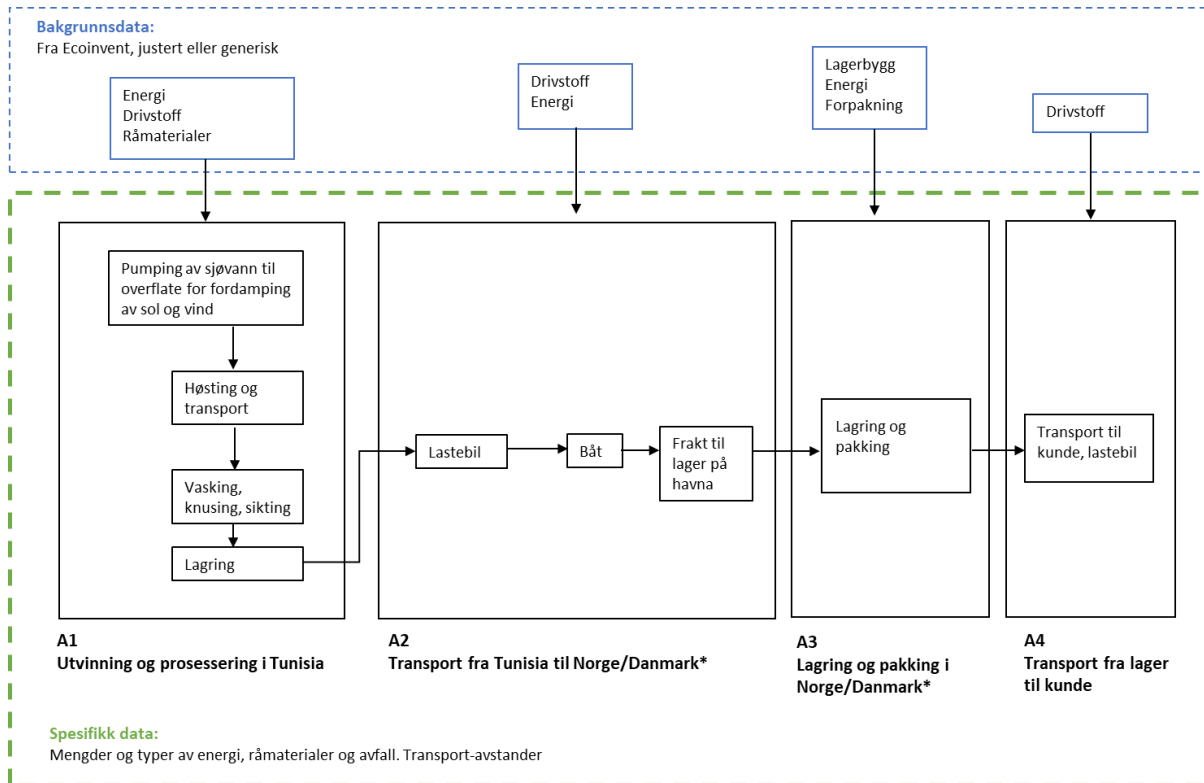 Bakgrunnsdata:
Fra Ecoinvent, justert eller generisk
Energi
Drivstoff
Råmaterialer
Drivstoff
Energi
Lagerbygg
Energi
Forpakning
Drivstoff
Pumping av sjøvann til
overflate for fordamping
av sol og vind
Høsting og
transport
Vasking,
knusing, sikting
Lagring
Lastebil
Båt
Frakt til
lager på
havna
Lagring og
pakking
Transport til
kunde, lastebil
A1
Utvinning og prosessering i Tunisia
A2
Transport fra Tunisia til Norge/Danmark*
A3
Lagring og pakking i
Norge/Danmark*
A4
Transport fra lager
til kunde
Spesifikk data:
Mengder og typer av energi, råmaterialer og avfall. Transport-avstander